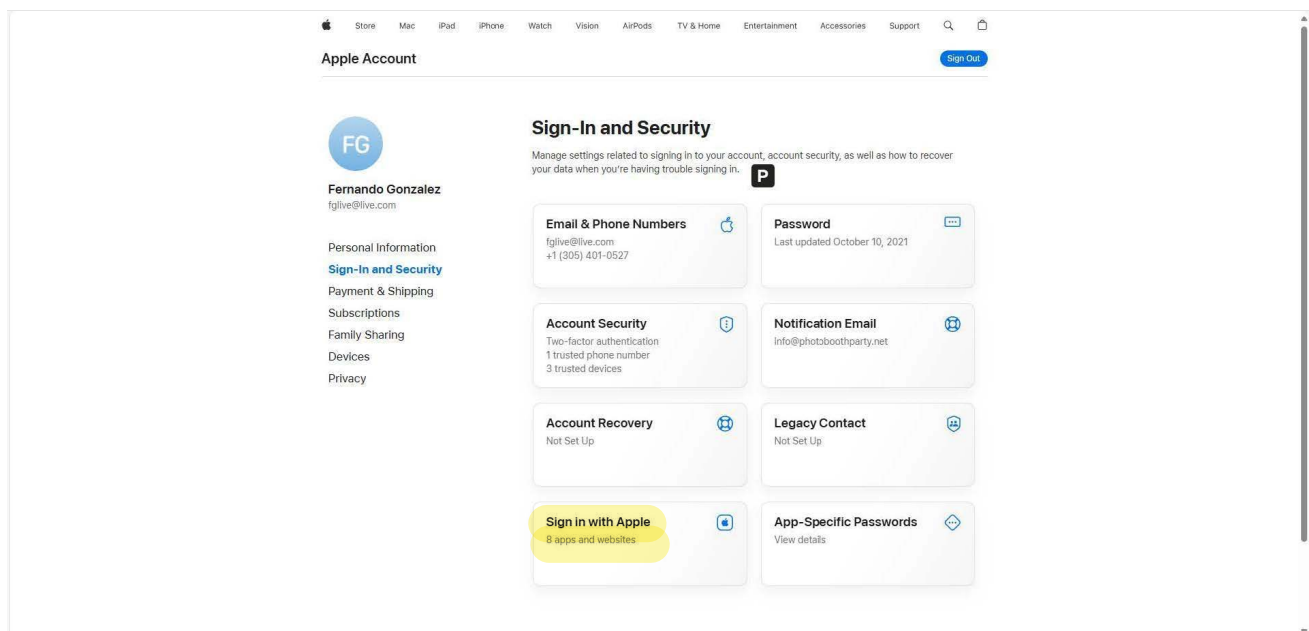 Store Mac iPad iPhone Watch Vision AirPods TV & Home Entertainment Accessories Support
Apple Account
Sign Out
FG
Fernando Gonzalez
fglive@live.com
Personal Information
Sign-In and Security
Payment & Shipping
Subscriptions
Family Sharing
Devices
Privacy
Sign-In and Security
Manage settings related to signing in to your account, account security, as well as how to recover
your data when you're having trouble signing in.
P
Email & Phone Numbers
fglive@live.com
+1 (305) 401-0527
Password
Last updated October 10, 2021
Account Security
Two-factor authentication
1 trusted phone number
3 trusted devices
Notification Email
Info@photoboothparty.net
Account Recovery
Not Set Up
Legacy Contact
Not Set Up
Sign in with Apple
8 apps and websites
App-Specific Passwords
View details